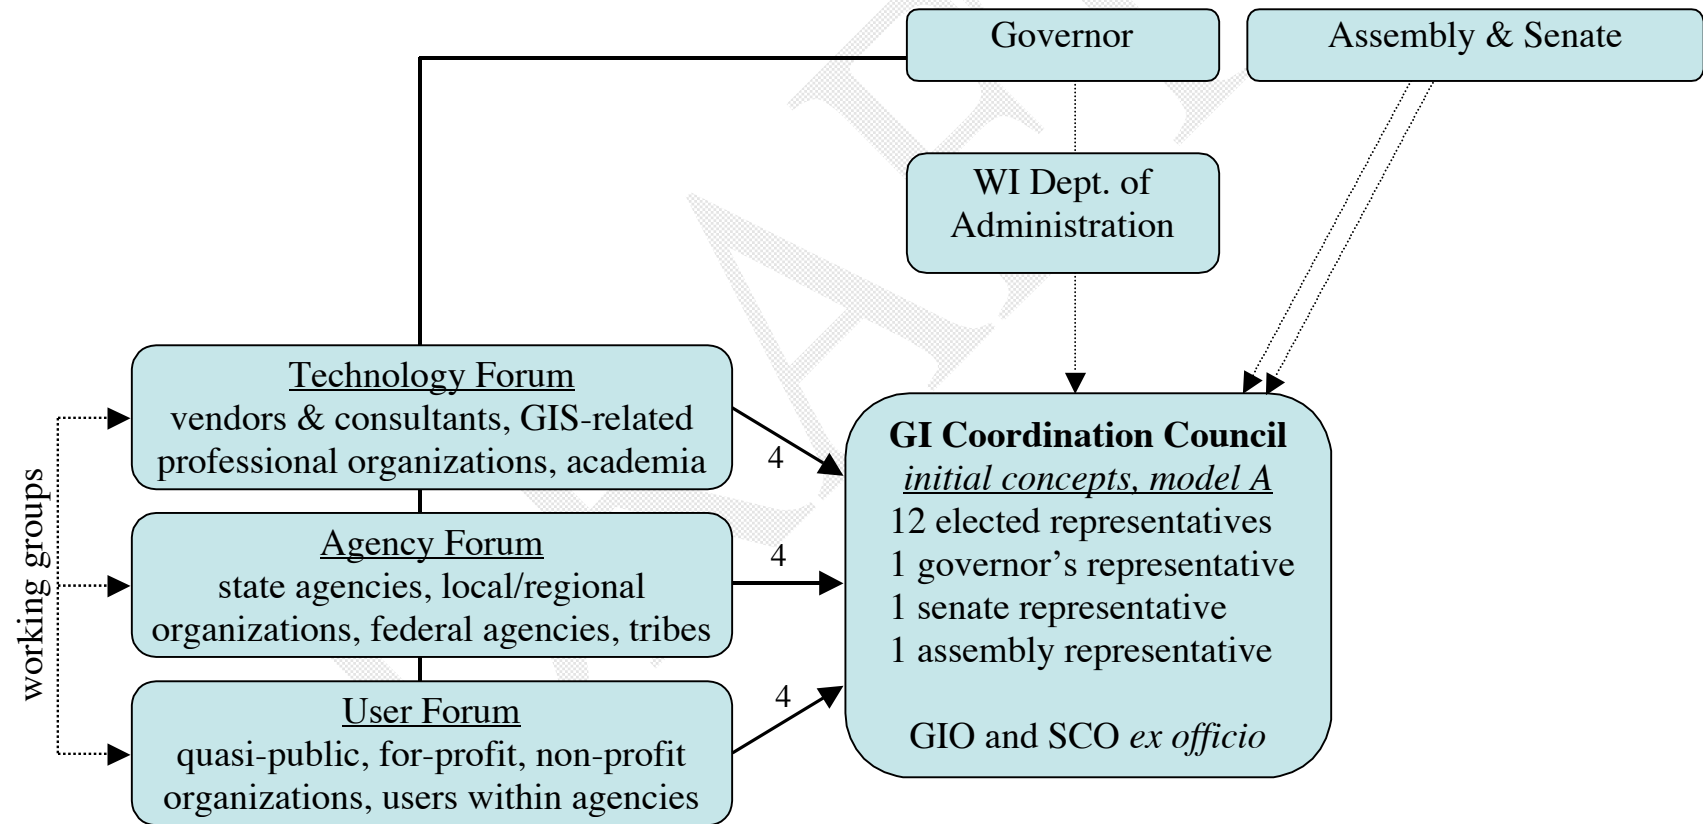 Governor
Assembly & Senate
WI Dept. of
Administration
Technology Forum
vendors & consultants, GIS-related
professional organizations, academia
4
working groups
Agency Forum
state agencies, local/regional
organizations, federal agencies, tribes
4
User Forum
quasi-public, for-profit, non-profit
organizations, users within agencies
4
GI Coordination Council
initial concepts, model A
12 elected representatives
1 governor’s representative
1 senate representative
1 assembly representative
GIO and SCO ex officio